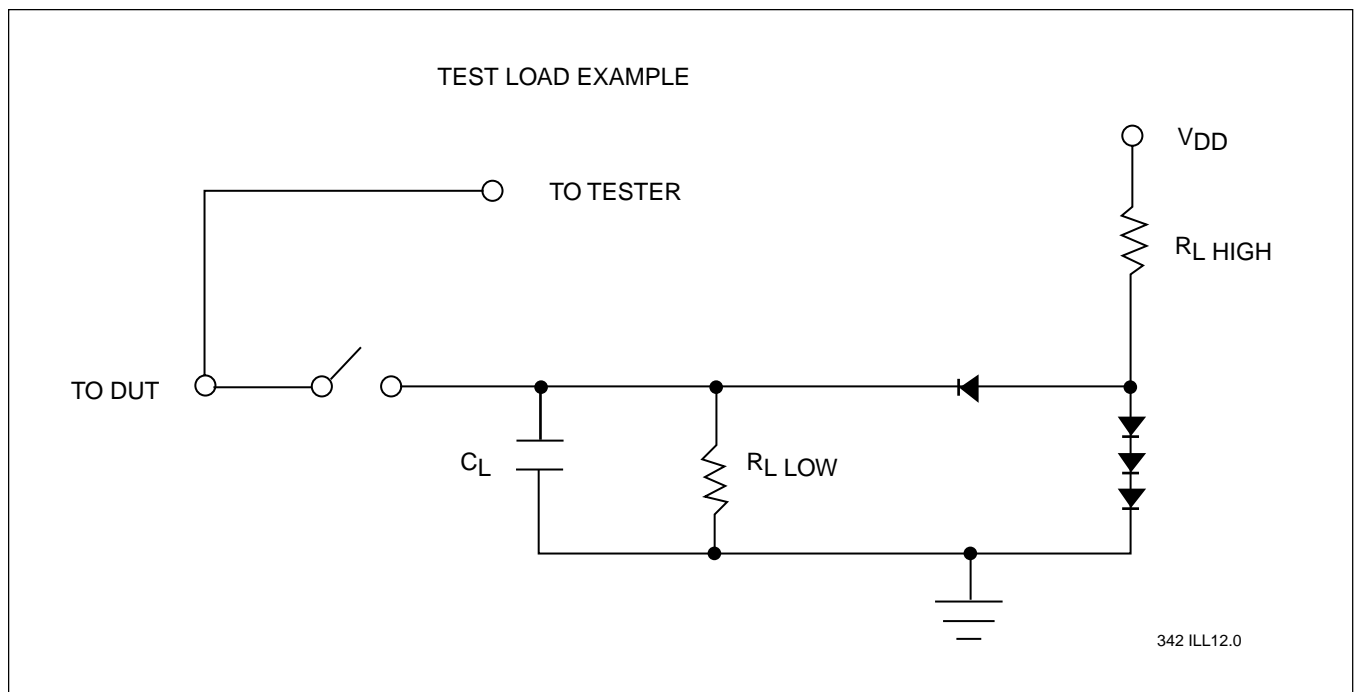 TEST LOAD EXAMPLE
VDD
TO TESTER
RL HIGH
TO DUT
CL
RL LOW
342 ILL12.0